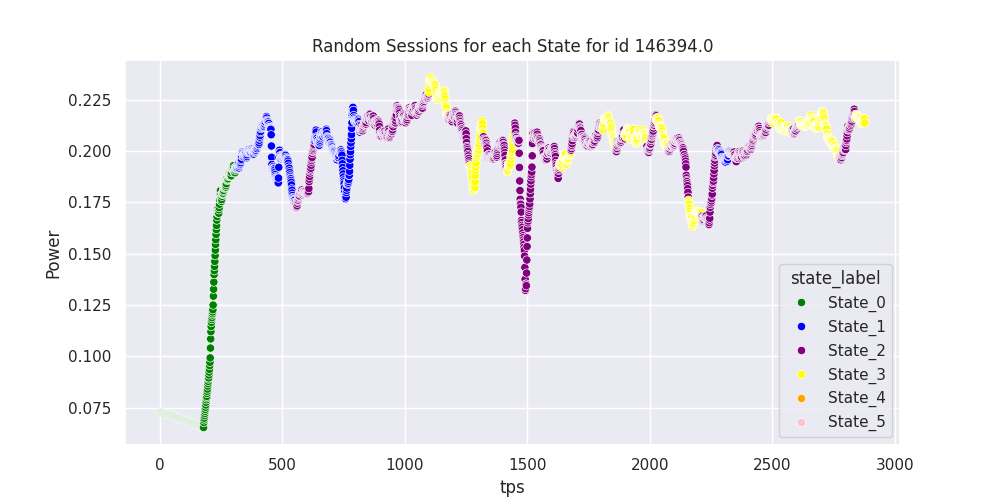 Random Sessions for each State for id 146394.0
Power
0.225
0.200
0.175
0.150
0.125
0.100
0.075
state_label
State_0
State_1
State_2
State_3
State_4
State_5
0 500 1000 1500 2000 2500 3000
tps